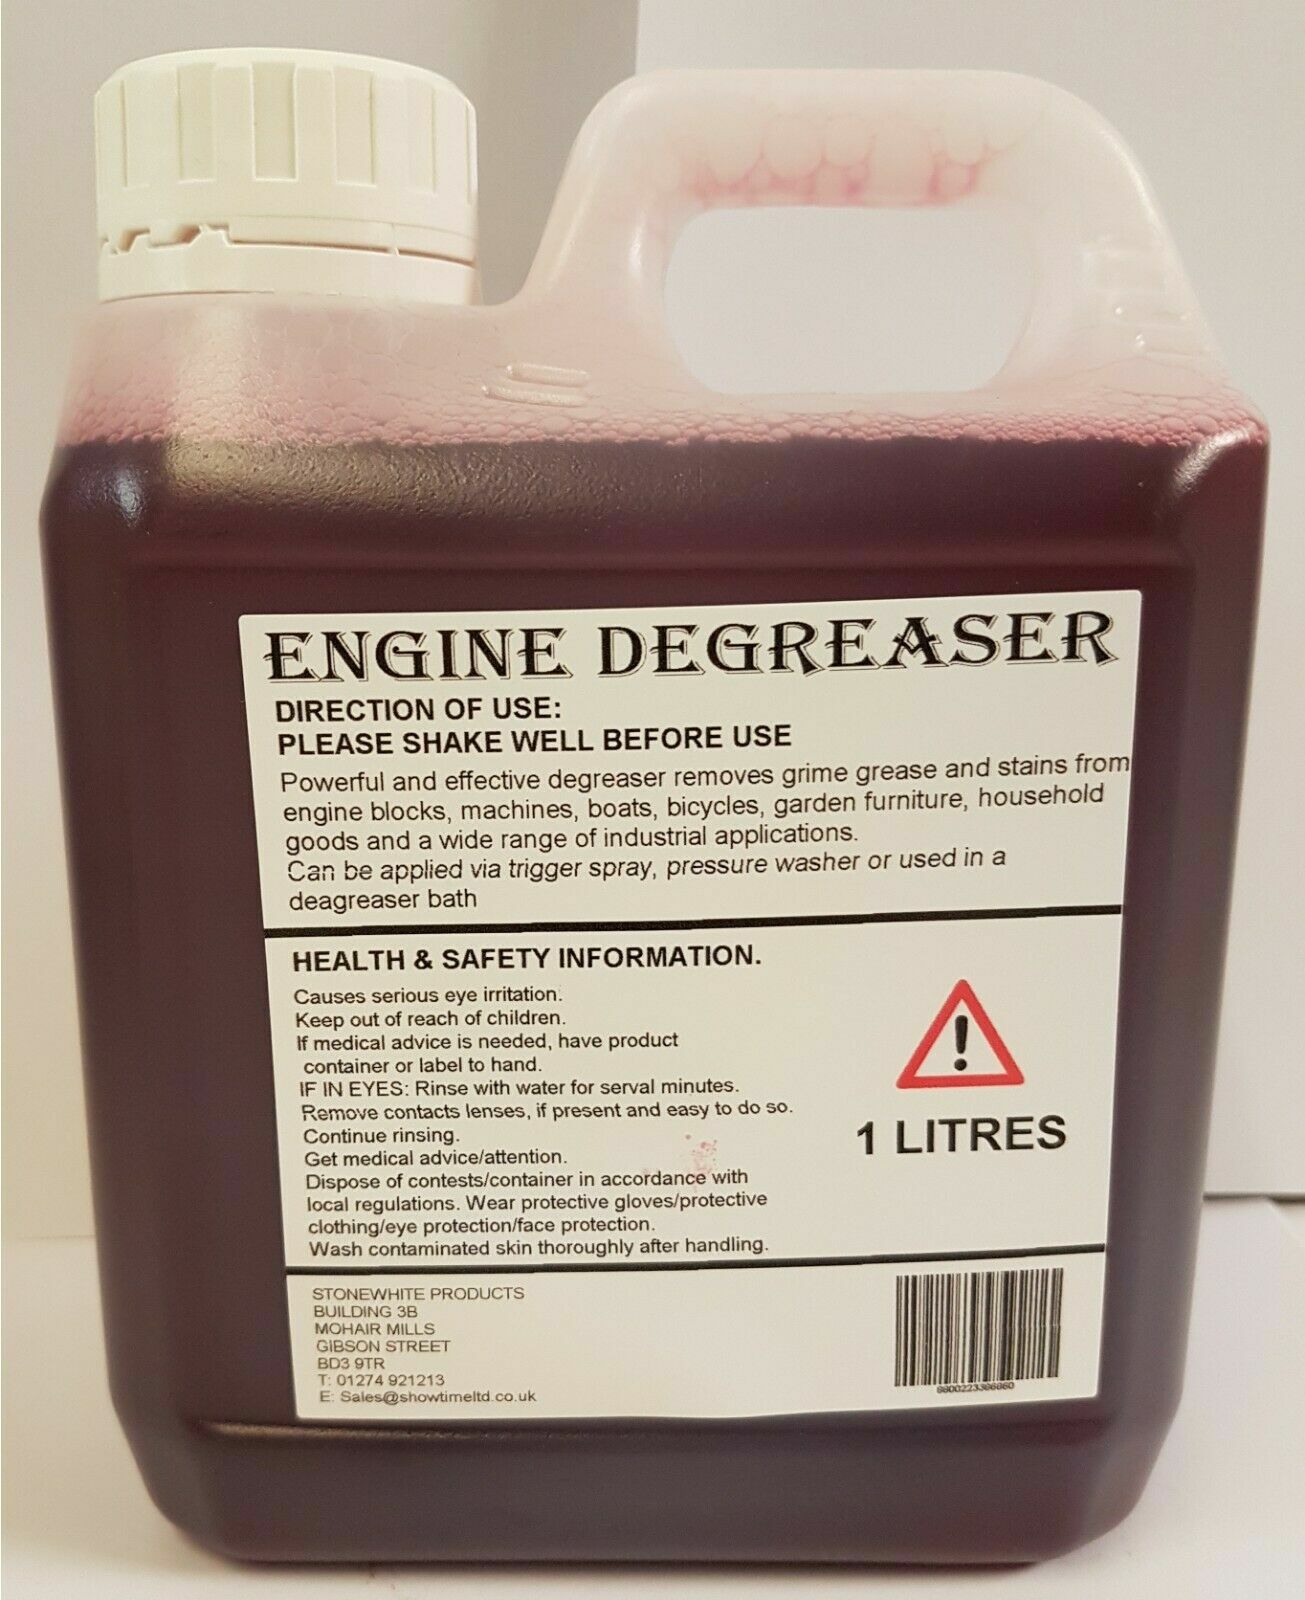 ENGINE DEGREASER
DIRECTION OF USE:
PLEASE SHAKE WELL BEFORE USE
Powerful and effective degreaser removes grime grease and stains from
engine blocks, machines, boats, bicycles, garden furniture, household
goods and a wide range of industrial applications.
Can be applied via trigger spray, pressure washer or used in a
deagreaser bath
HEALTH & SAFETY INFORMATION.
Causes serious eye irritation.
Keep out of reach of children.
If medical advice is needed, have product
container or label to hand.
IF IN EYES: Rinse with water for serval minutes.
Remove contacts lenses, if present and easy to do so.
Continue rinsing.
Get medical advice/attention.
Dispose of contests/container in accordance with
local regulations. Wear protective gloves/protective
clothing/eye protection/face protection.
Wash contaminated skin thoroughly after handling.
!
1 LITRES
STONEWHITE PRODUCTS
BUILDING 3B
MOHAIR MILLS
GIBSON STREET
BD3 9TR
T: 01274 921213
E: Sales@showtimeltd.co.uk